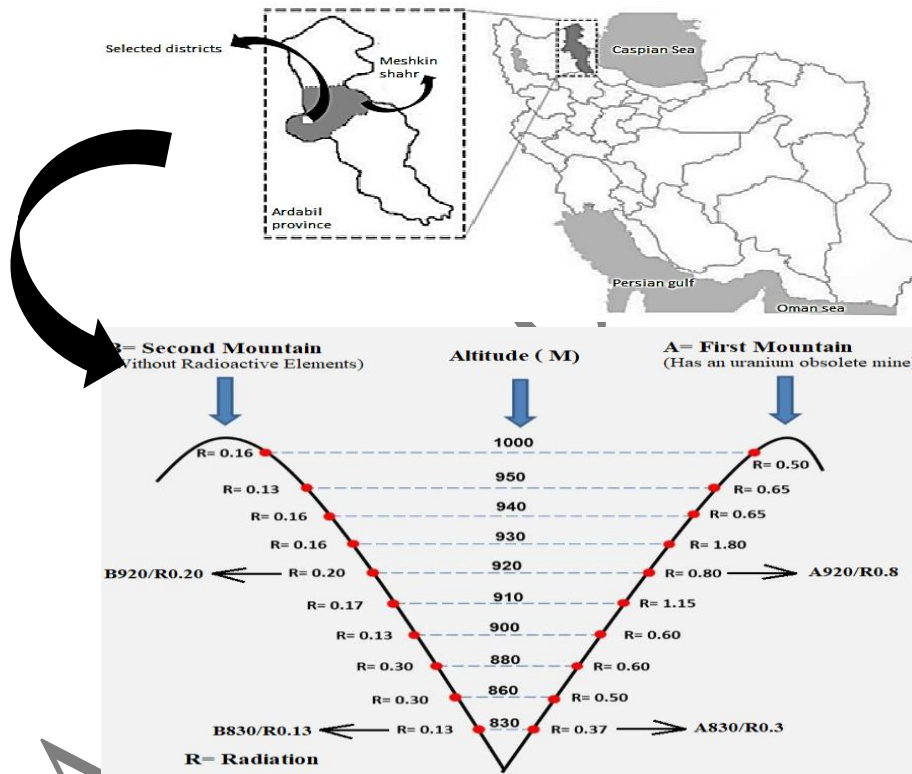 Selected districts
Meshkin
shahr
Caspian Sea
Ardabil
province
Persian gulf
Oman sea
= Second Mountain
Without Radioactive Elements)
Altitude ( M)
A= First Mountain
(Has an uranium obsolete mine
R= 0.16 1000 R= 0.50
R= 0.13 950 R= 0.65
R= 0.16 940 R= 0.65
R= 0.16 930 R= 1.80
B920/R0.20 R= 0.20 920 R= 0.80 A920/R0.8
R= 0.17 910 R= 1.15
R= 0.13 900 R= 0.60
R= 0.30 880 R= 0.60
R= 0.30 860 R= 0.50
B830/R0.13 R= 0.13 830 R= 0.37 A830/R0.3
R= Radiation